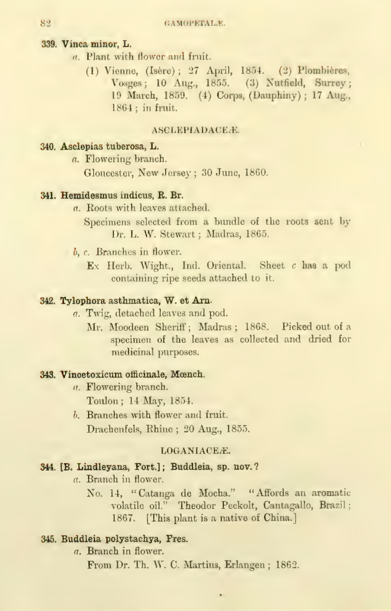 82
GAMOPETALÆ.
339. Vinca minor, L.
a. Plant with flower and fruit.
(1) Vienne, (Isère) ; 27 April, 1854. (2) Plombières,
Vosges ; 10 Aug., 1855. (3) Nutfield, Surrey ;
19 March, 1859. (4) Corps, (Dauphiny) ; 17 Aug.,
1864 ; in fruit.
ASCLEPIADACEÆ.
340. Asclepias tuberosa, L.
a. Flowering branch.
Gloucester, New Jersey ; 30 June, 1860.
341. Hemidesmus indicus, R. Br.
a. Roots with leaves attached.
Specimens selected from a bundle of the roots sent by
Dr. L. W. Stewart ; Madras, 1865.
b, c. Branches in flower.
Ex Herb. Wight., Ind. Oriental. Sheet c has a pod
containing ripe seeds attached to it.
342. Tylophora asthmatica, W. et Arn.
a. Twig, detached leaves and pod.
Mr. Moodeen Sheriff ; Madras ; 1868. Picked out of a
specimen of the leaves as collected and dried for
medicinal purposes.
343. Vincetoxicum officinale, Mœnch.
a. Flowering branch.
Toulon ; 14 May, 1854.
b. Branches with flower and fruit.
Drachenfels, Rhine ; 20 Aug., 1855.
LOGANIACEÆ.
344. [B. Lindleyana, Fort.] ; Buddleia, sp. nov. ?
a. Branch in flower.
No. 14, "Catanga de Mocha." "Affords an aromatic
volatile oil." Theodor Peckolt, Cantagallo, Brazil ;
1867. [This plant is a native of China.]
345. Buddleia polystachya, Fres.
a. Branch in flower.
From Dr. Th. W. C. Martius, Erlangen ; 1862.